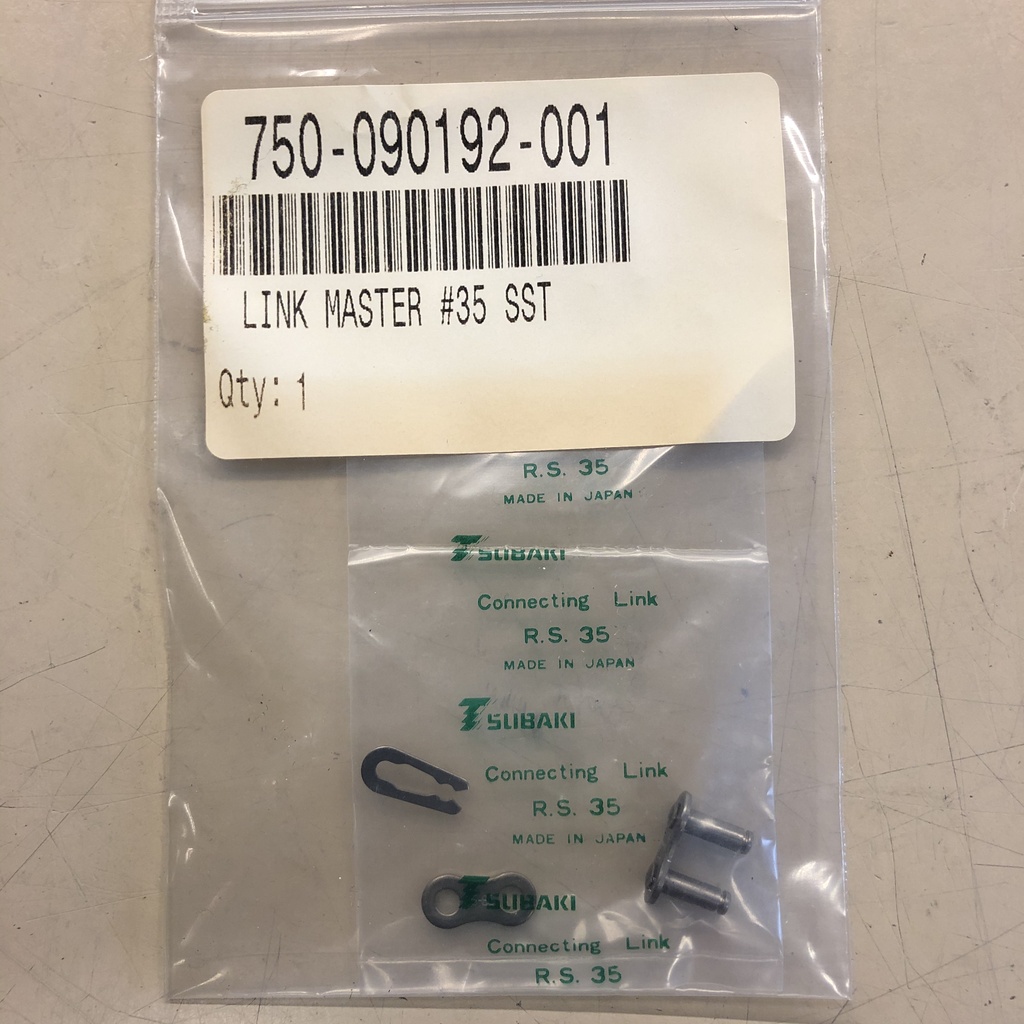 750-090192-001
LINK MASTER #35 SST
Qty: 1
R.S. 35
MADE IN JAPAN
TSUBAKI
Connecting Link
R.S. 35
MADE IN JAPAN
TSUBAKI
Connecting Link
R.S. 35
MADE IN JAPAN
TSUBAKI
Connecting Link
R.S. 35